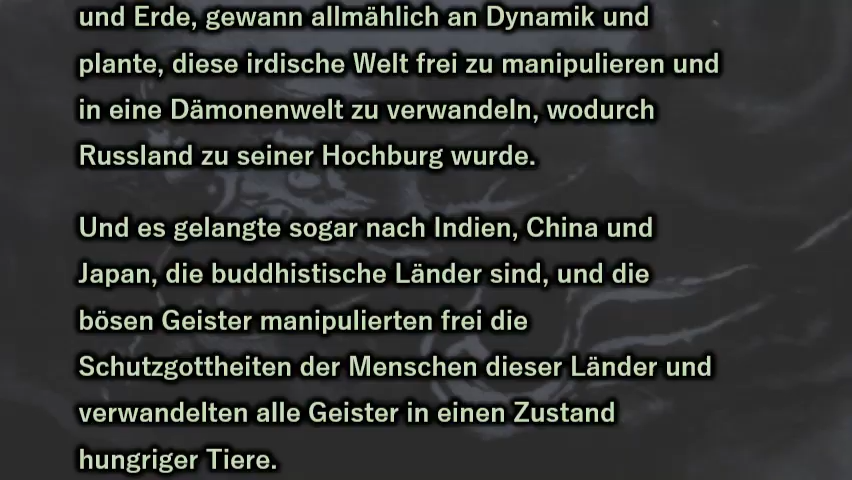 und Erde, gewann allmählich an Dynamik und
plante, diese irdische Welt frei zu manipulieren und
in eine Dämonenwelt zu verwandeln, wodurch
Russland zu seiner Hochburg wurde.
Und es gelangte sogar nach Indien, China und
Japan, die buddhistische Länder sind, und die
bösen Geister manipulierten frei die
Schutzgottheiten der Menschen dieser Länder und
verwandelten alle Geister in einen Zustand
hungriger Tiere.